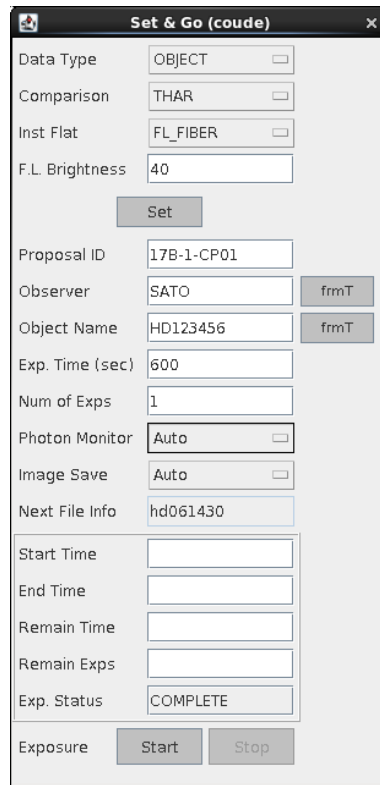 Set & Go (coude)
Data Type OBJECT
Comparison THAR
Inst Flat FL_FIBER
F.L. Brightness 40
Set
Proposal ID 17B-1-CP01
Observer SATO frmT
Object Name HD123456 frmT
Exp. Time (sec) 600
Num of Exps 1
Photon Monitor Auto
Image Save Auto
Next File Info hd061430
Start Time
End Time
Remain Time
Remain Exps
Exp. Status COMPLETE
Exposure Start Stop